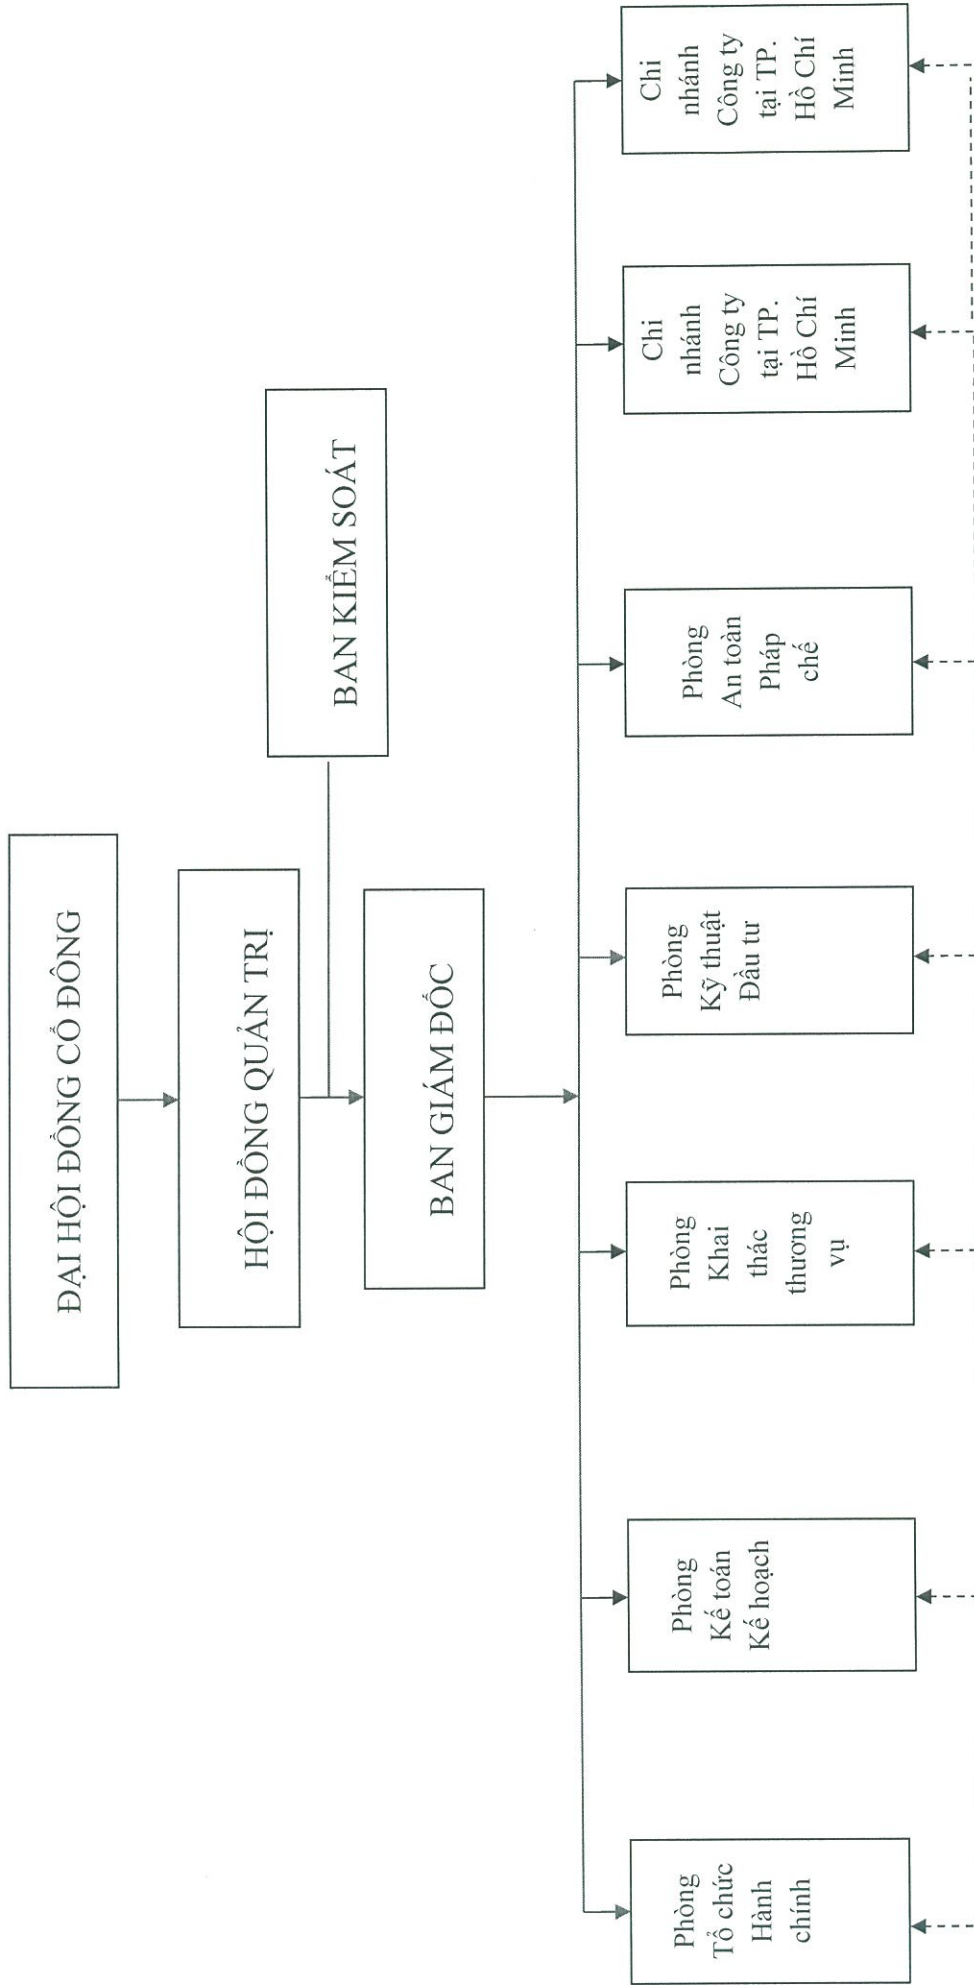 ĐẠI HỘI ĐỒNG CỔ ĐÔNG
HỘI ĐỒNG QUẢN TRỊ
BAN KIỂM SOÁT
BAN GIÁM ĐỐC
Phòng
Tổ chức
Hành
chính
Phòng
Kế toán
Kế hoạch
Phòng
Khai
thác
thương
vụ
Phòng
Kỹ thuật
Đầu tư
Phòng
An toàn
Pháp
chế
Chi
nhánh
Công ty
tại TP.
Hồ Chí
Minh
Chi
nhánh
Công ty
tại TP.
Hồ Chí
Minh